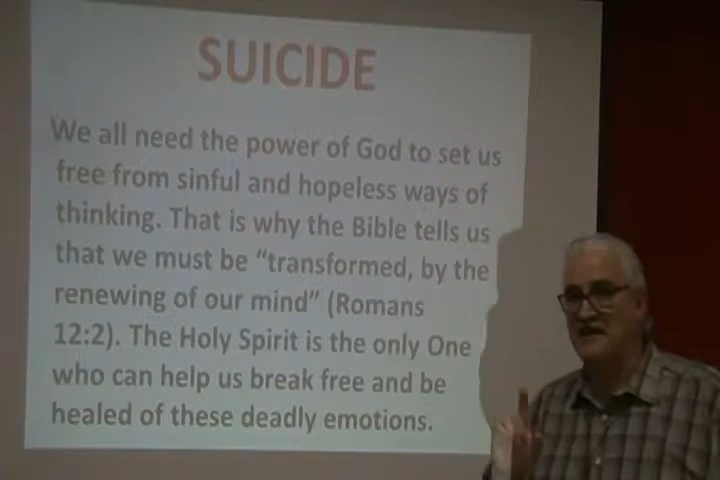 SUICIDE
We all need the power of God to set us
free from sinful and hopeless ways of
thinking. That is why the Bible tells us
that we must be “transformed, by the
renewing of our mind” (Romans
12:2). The Holy Spirit is the only One
who can help us break free and be
healed of these deadly emotions.